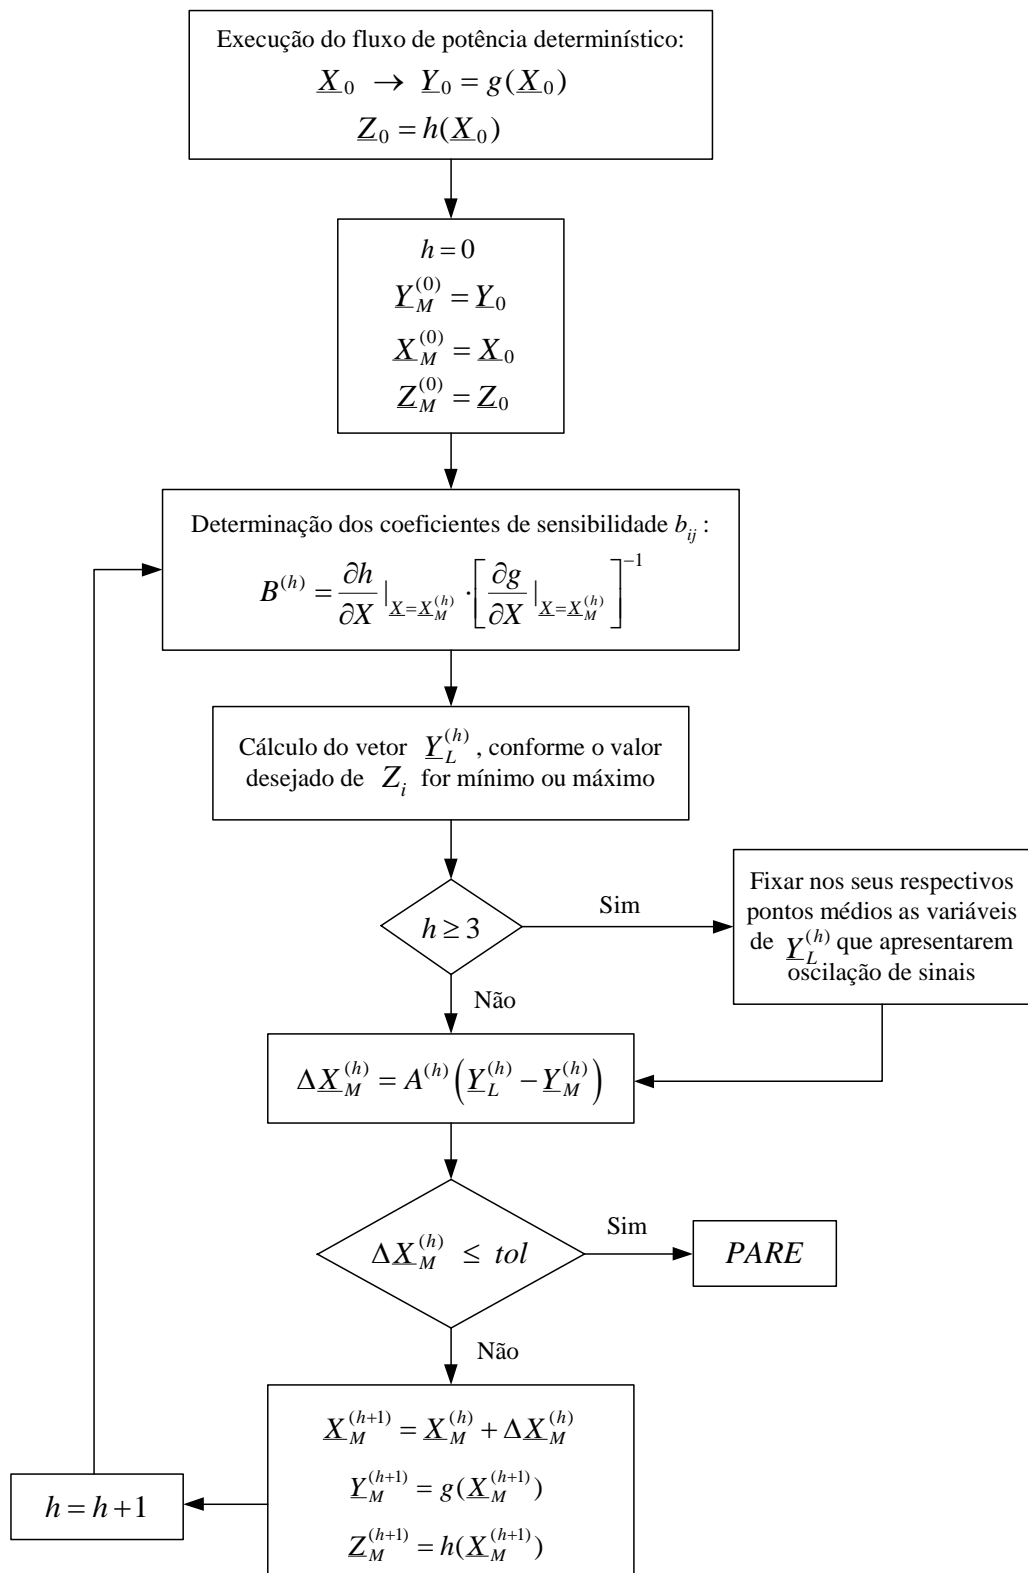 Execução do fluxo de potência determinístico:
X̲₀ → Y̲₀ = g(X̲₀)
Z̲₀ = h(X̲₀)
h = 0
Y̲_M^(0) = Y̲₀
X̲_M^(0) = X̲₀
Z̲_M^(0) = Z̲₀
Determinação dos coeficientes de sensibilidade b_ij :
B^(h) = ∂h/∂X |_X̲=X̲_M^(h) · [∂g/∂X |_X̲=X̲_M^(h)]^−1
Cálculo do vetor Y̲_L^(h) , conforme o valor
desejado de Z_i for mínimo ou máximo
h ≥ 3
Sim
Fixar nos seus respectivos
pontos médios as variáveis
de Y̲_L^(h) que apresentarem
oscilação de sinais
Não
ΔX̲_M^(h) = A^(h) (Y̲_L^(h) − Y̲_M^(h))
ΔX̲_M^(h) ≤ tol
Sim
PARE
Não
X̲_M^(h+1) = X̲_M^(h) + ΔX̲_M^(h)
Y̲_M^(h+1) = g(X̲_M^(h+1))
Z̲_M^(h+1) = h(X̲_M^(h+1))
h = h + 1